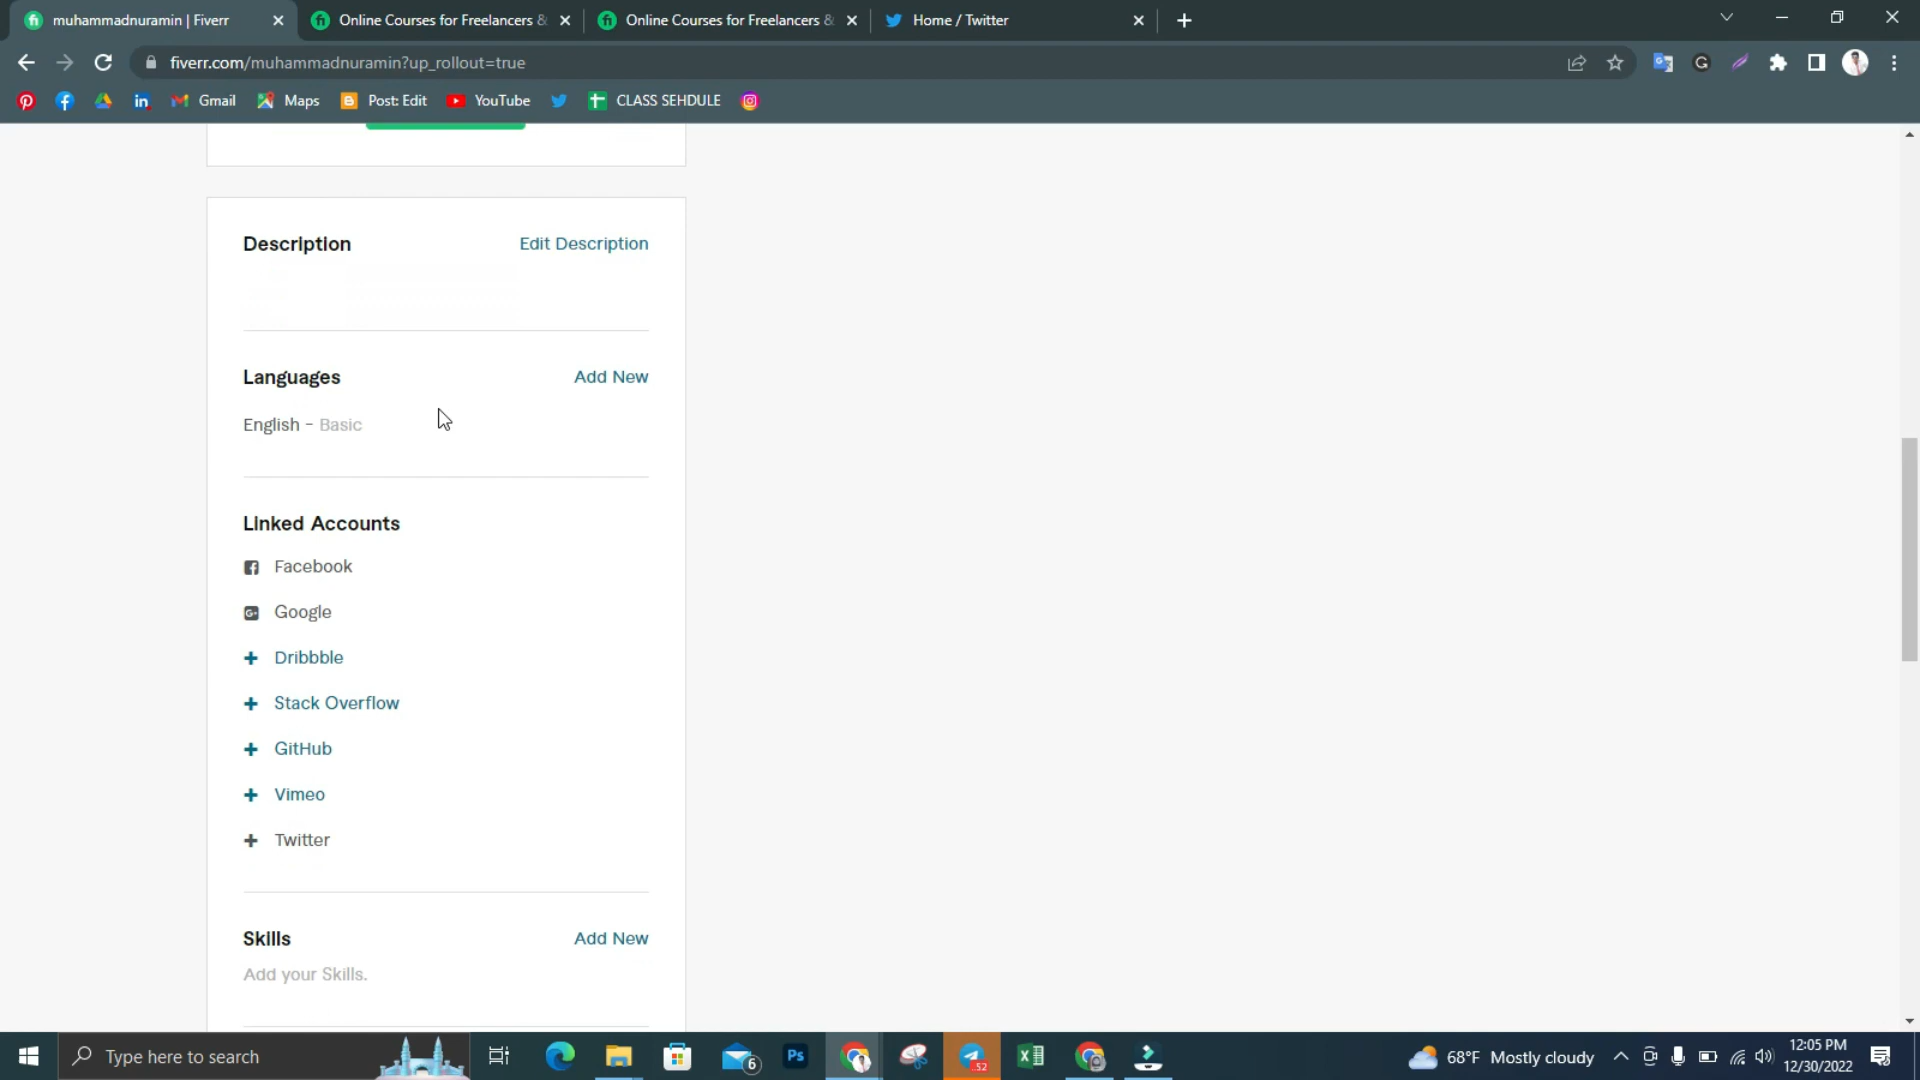 muhammadnuramin | Fiverr
Online Courses for Freelancers &
Online Courses for Freelancers &
Home / Twitter
fiverr.com/muhammadnuramin?up_rollout=true
Gmail
Maps
Post: Edit
YouTube
CLASS SEHDULE
Description
Edit Description
Languages
Add New
English - Basic
Linked Accounts
Facebook
Google
Dribbble
Stack Overflow
GitHub
Vimeo
Twitter
Skills
Add New
Add your Skills.
Type here to search
6
Ps
52
68°F Mostly cloudy
12:05 PM
12/30/2022